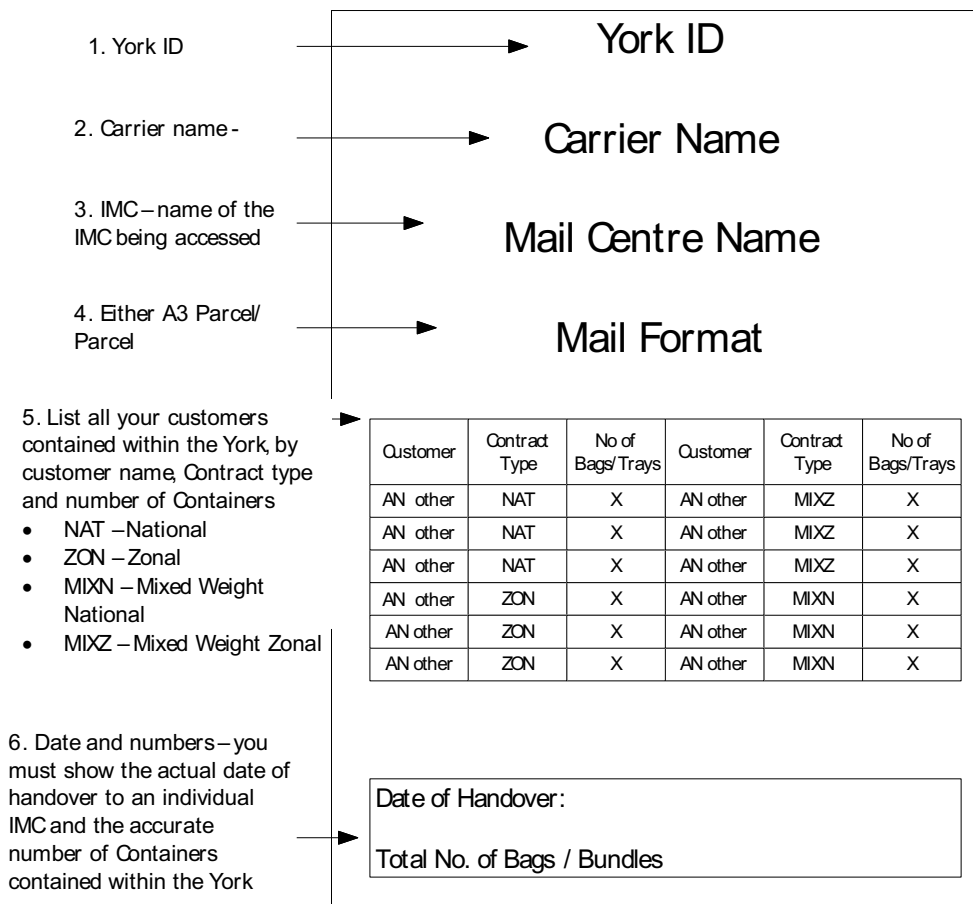 1. York ID
York ID
2. Carrier name -
Carrier Name
3. IMC – name of the
IMC being accessed
Mail Centre Name
4. Either A3 Parcel/
Parcel
Mail Format
5. List all your customers
contained within the York, by
customer name, Contract type
and number of Containers
• NAT – National
• ZON – Zonal
• MIXN – Mixed Weight
National
• MIXZ – Mixed Weight Zonal
Customer Contract Type No of Bags/Trays Customer Contract Type No of Bags/Trays
AN other NAT X AN other MIXZ X
AN other NAT X AN other MIXZ X
AN other NAT X AN other MIXZ X
AN other ZON X AN other MIXN X
AN other ZON X AN other MIXN X
AN other ZON X AN other MIXN X
6. Date and numbers – you
must show the actual date of
handover to an individual
IMC and the accurate
number of Containers
contained within the York
Date of Handover:
Total No. of Bags / Bundles